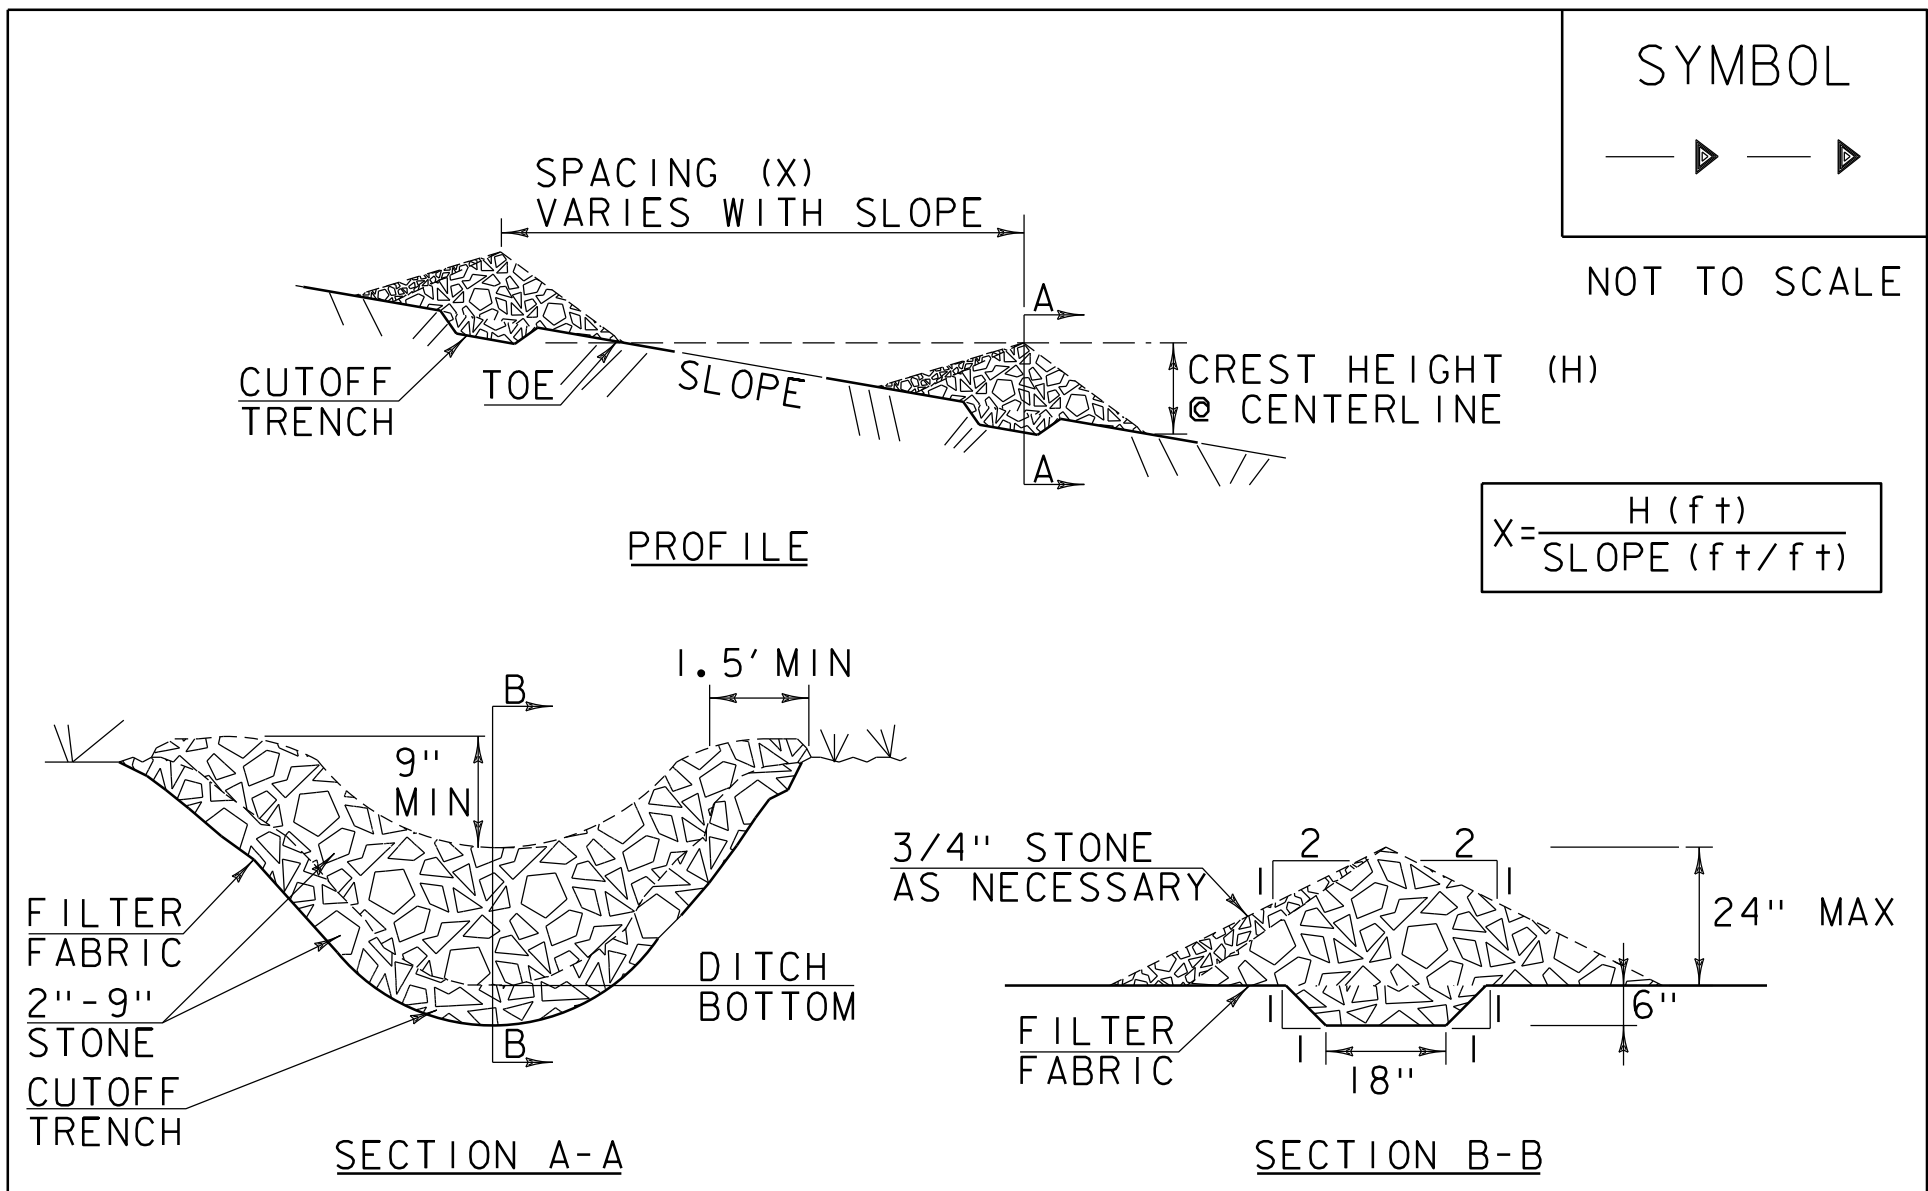 SYMBOL
NOT TO SCALE
SPACING (X)
VARIES WITH SLOPE
A
CUTOFF
TRENCH
TOE
SLOPE
CREST HEIGHT (H)
@ CENTERLINE
A
PROFILE
H (ft)
X=
SLOPE (ft/ft)
1.5' MIN
B
9"
MIN
FILTER
FABRIC
2"-9"
STONE
CUTOFF
TRENCH
DITCH
BOTTOM
B
SECTION A-A
3/4" STONE
AS NECESSARY
2
2
1
1
24" MAX
FILTER
FABRIC
1
1
6"
1
1
18"
SECTION B-B